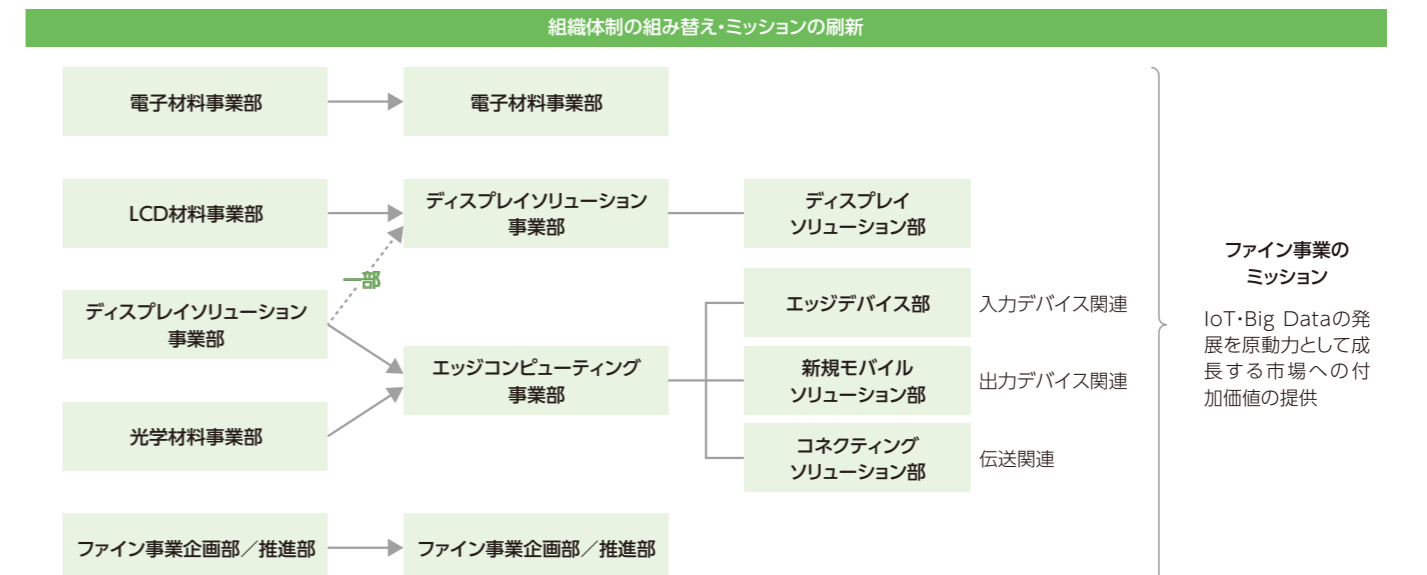 組織体制の組み替え・ミッションの刷新
電子材料事業部
電子材料事業部
LCD材料事業部
ディスプレイソリューション
事業部
ディスプレイ
ソリューション部
一部
ディスプレイソリューション
事業部
エッジコンピューティング
事業部
エッジデバイス部
入力デバイス関連
新規モバイル
ソリューション部
出力デバイス関連
光学材料事業部
コネクティング
ソリューション部
伝送関連
ファイン事業企画部／推進部
ファイン事業企画部／推進部
ファイン事業の
ミッション
IoT・Big Dataの発
展を原動力として成
長する市場への付
加価値の提供